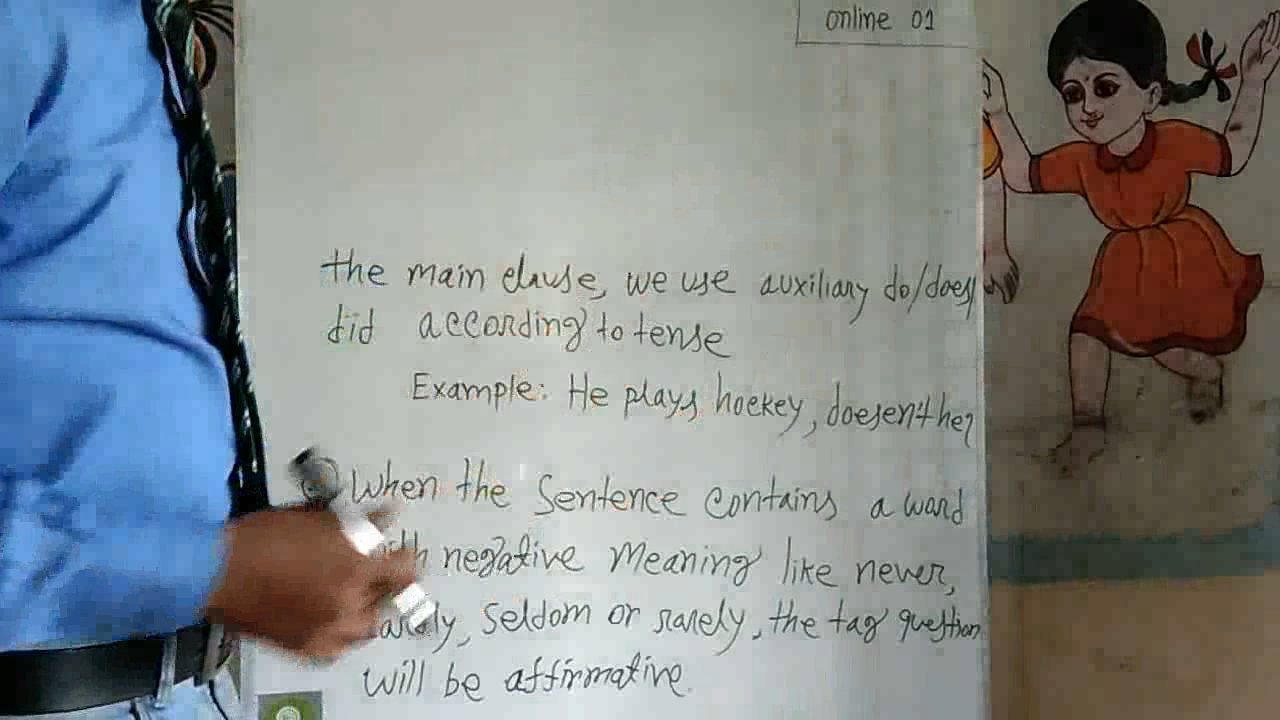 online 01
the main clause, we use auxiliary do/does/
did according to tense
Example: He plays hockey, doesen't he?
When the sentence contains a word
negative meaning like never,
seldom or rarely, the tag question
will be affirmative.